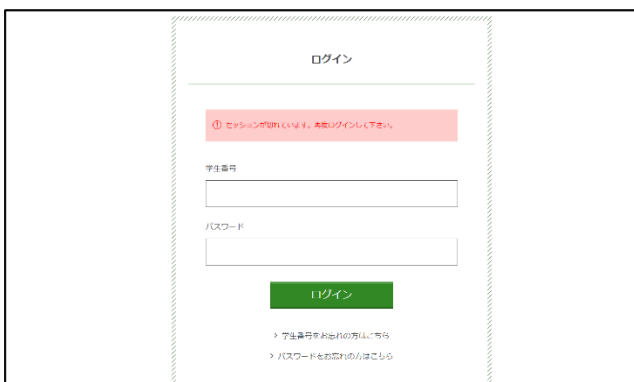 ログイン
! セッションが切れています。再度ログインして下さい。
学生番号
パスワード
ログイン
> 学生番号をお忘れの方はこちら
> パスワードをお忘れの方はこちら